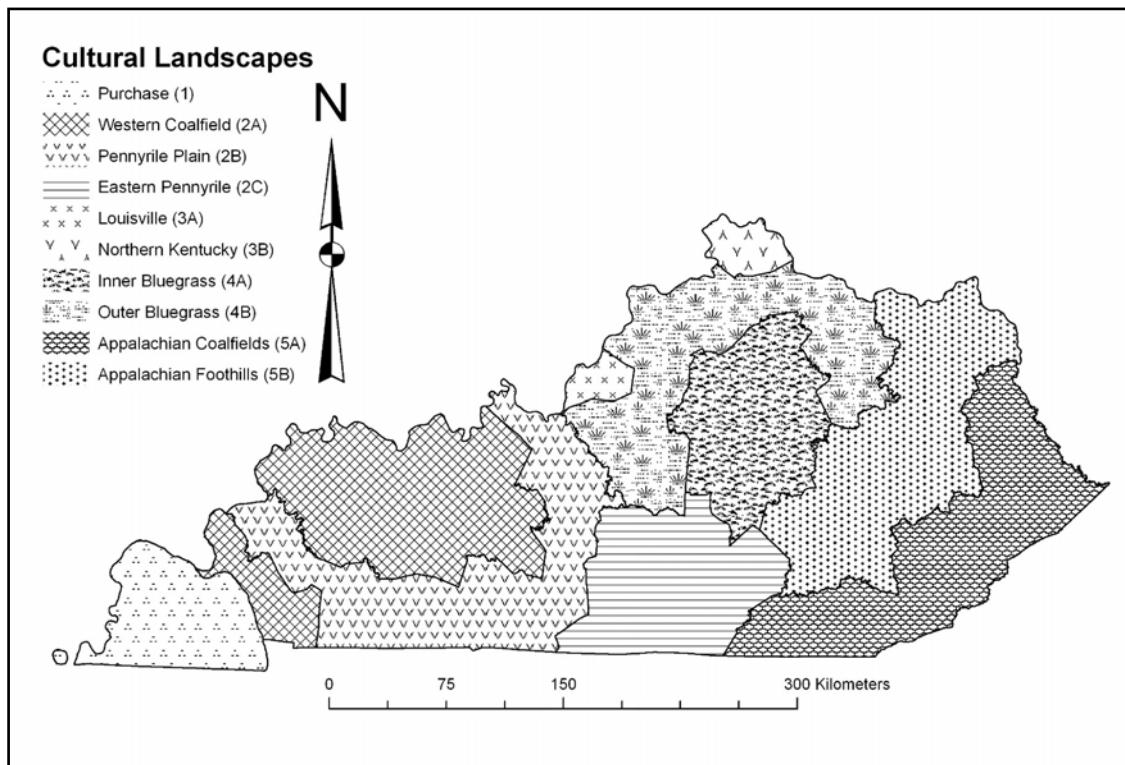 Cultural Landscapes
Purchase (1)
Western Coalfield (2A)
Pennyrile Plain (2B)
Eastern Pennyrile (2C)
Louisville (3A)
Northern Kentucky (3B)
Inner Bluegrass (4A)
Outer Bluegrass (4B)
Appalachian Coalfields (5A)
Appalachian Foothills (5B)
N
0 75 150 300 Kilometers